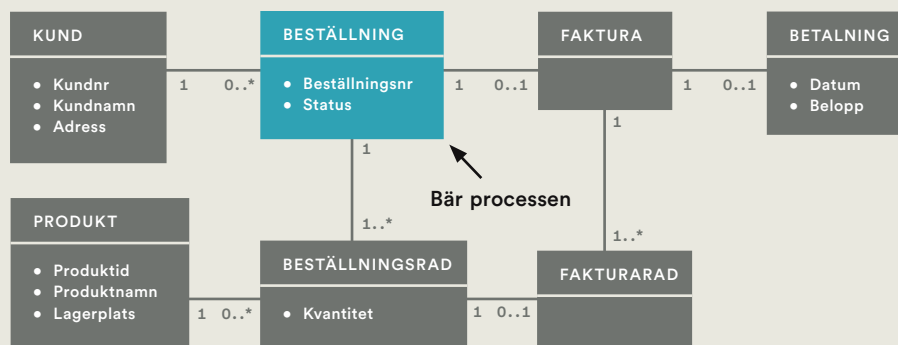 KUND
• Kundnr
• Kundnamn
• Adress
1 0..*
BESTÄLLNING
• Beställningsnr
• Status
1 0..1
FAKTURA
1 0..1
BETALNING
• Datum
• Belopp
1
1..*
Bär processen
1
1..*
PRODUKT
• Produktid
• Produktnamn
• Lagerplats
1 0..*
BESTÄLLNINGSRAD
• Kvantitet
1 0..1
FAKTURARAD